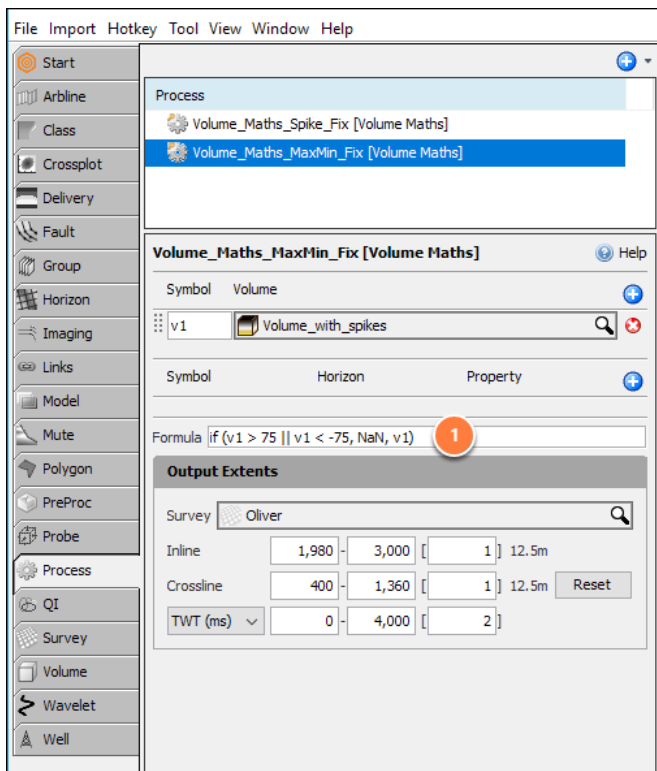 File Import Hotkey Tool View Window Help
Start
Arbline
Class
Crossplot
Delivery
Fault
Group
Horizon
Imaging
Links
Model
Mute
Polygon
PreProc
Probe
Process
QI
Survey
Volume
Wavelet
Well
Process
Volume_Maths_Spike_Fix [Volume Maths]
Volume_Maths_MaxMin_Fix [Volume Maths]
Volume_Maths_MaxMin_Fix [Volume Maths] Help
Symbol Volume
v1 Volume_with_spikes
Symbol Horizon Property
Formula if (v1 > 75 || v1 < -75, NaN, v1) 1
Output Extents
Survey Oliver
Inline 1,980 - 3,000 [ 1 ] 12.5m
Crossline 400 - 1,360 [ 1 ] 12.5m Reset
TWT (ms) 0 - 4,000 [ 2 ]